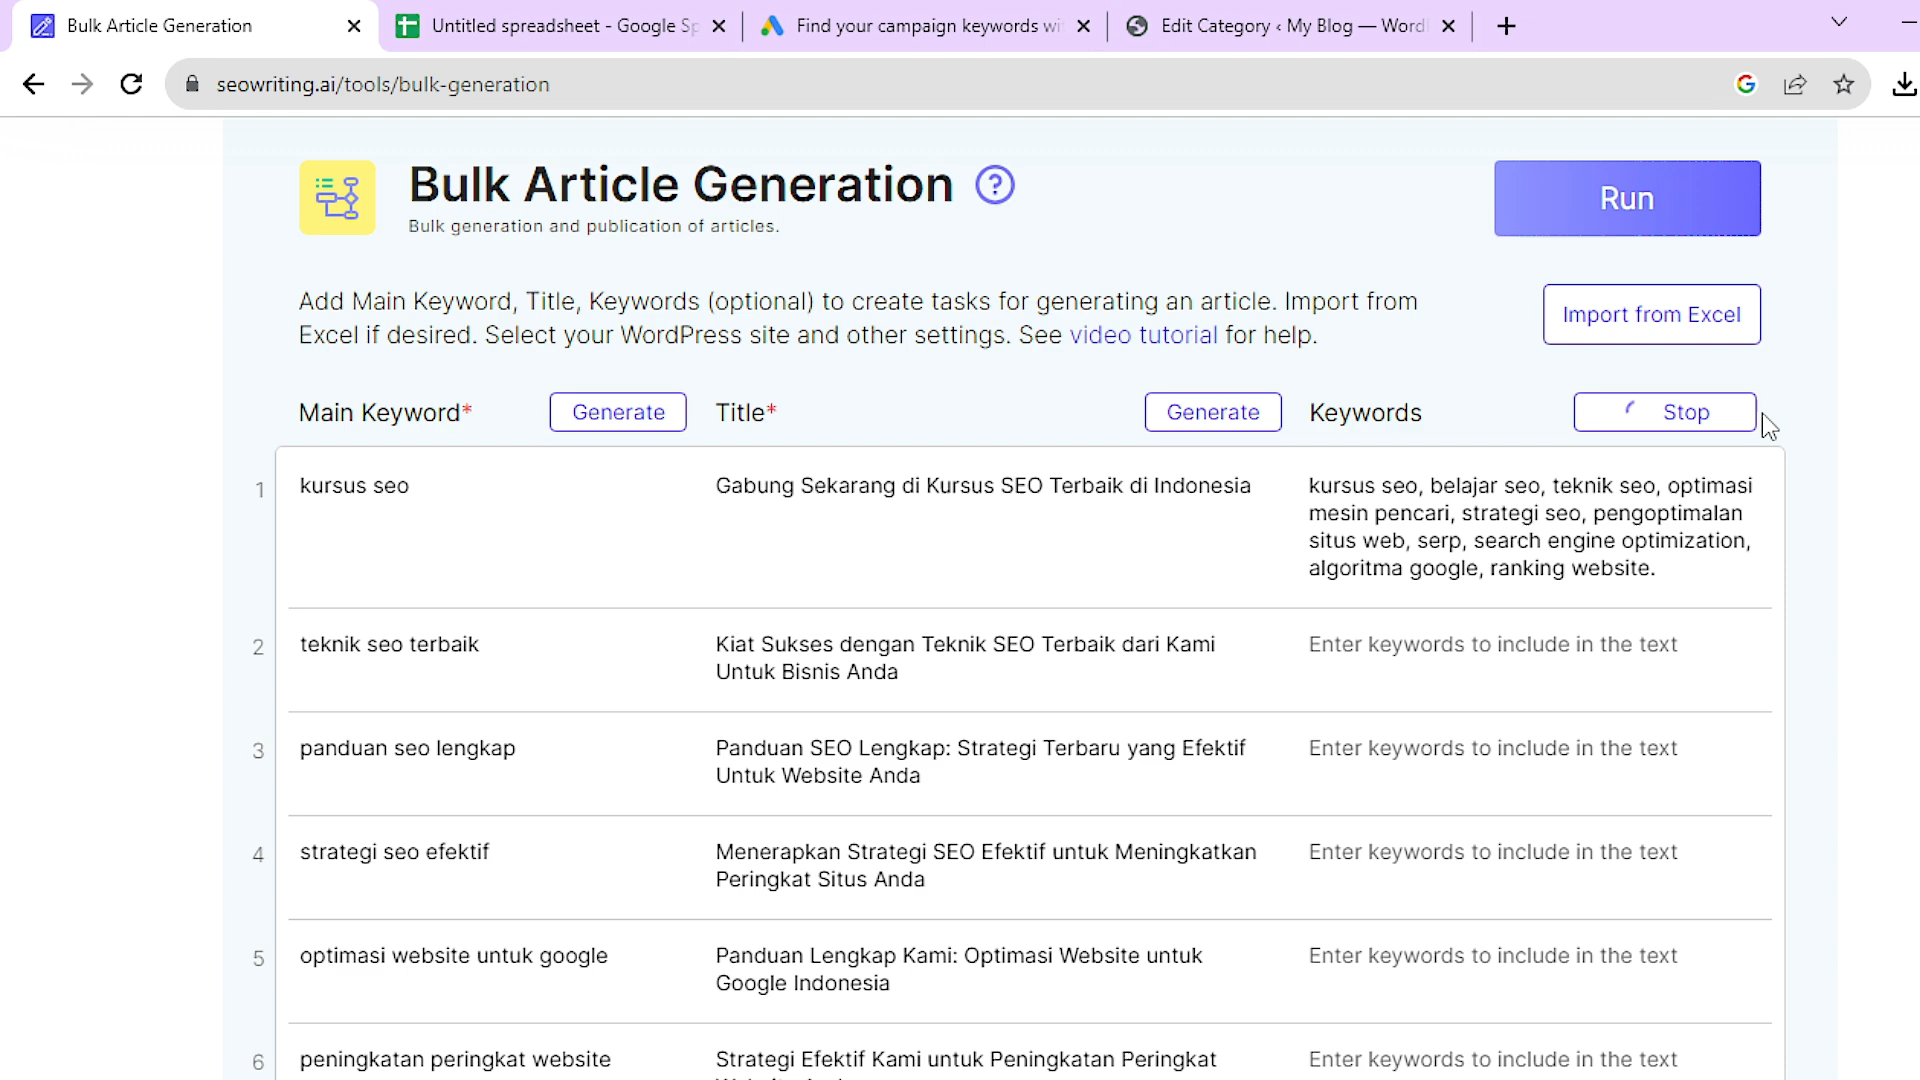 Bulk Article Generation
Untitled spreadsheet - Google Sp
Find your campaign keywords wi
Edit Category ‹ My Blog — Word
seowriting.ai/tools/bulk-generation
Bulk Article Generation
Bulk generation and publication of articles.
Run
Add Main Keyword, Title, Keywords (optional) to create tasks for generating an article. Import from
Excel if desired. Select your WordPress site and other settings. See video tutorial for help.
Import from Excel
Main Keyword* Generate Title* Generate Keywords Stop
1 kursus seo
Gabung Sekarang di Kursus SEO Terbaik di Indonesia
kursus seo, belajar seo, teknik seo, optimasi
mesin pencari, strategi seo, pengoptimalan
situs web, serp, search engine optimization,
algoritma google, ranking website.
2 teknik seo terbaik
Kiat Sukses dengan Teknik SEO Terbaik dari Kami
Untuk Bisnis Anda
Enter keywords to include in the text
3 panduan seo lengkap
Panduan SEO Lengkap: Strategi Terbaru yang Efektif
Untuk Website Anda
Enter keywords to include in the text
4 strategi seo efektif
Menerapkan Strategi SEO Efektif untuk Meningkatkan
Peringkat Situs Anda
Enter keywords to include in the text
5 optimasi website untuk google
Panduan Lengkap Kami: Optimasi Website untuk
Google Indonesia
Enter keywords to include in the text
6 peningkatan peringkat website
Strategi Efektif Kami untuk Peningkatan Peringkat
Enter keywords to include in the text